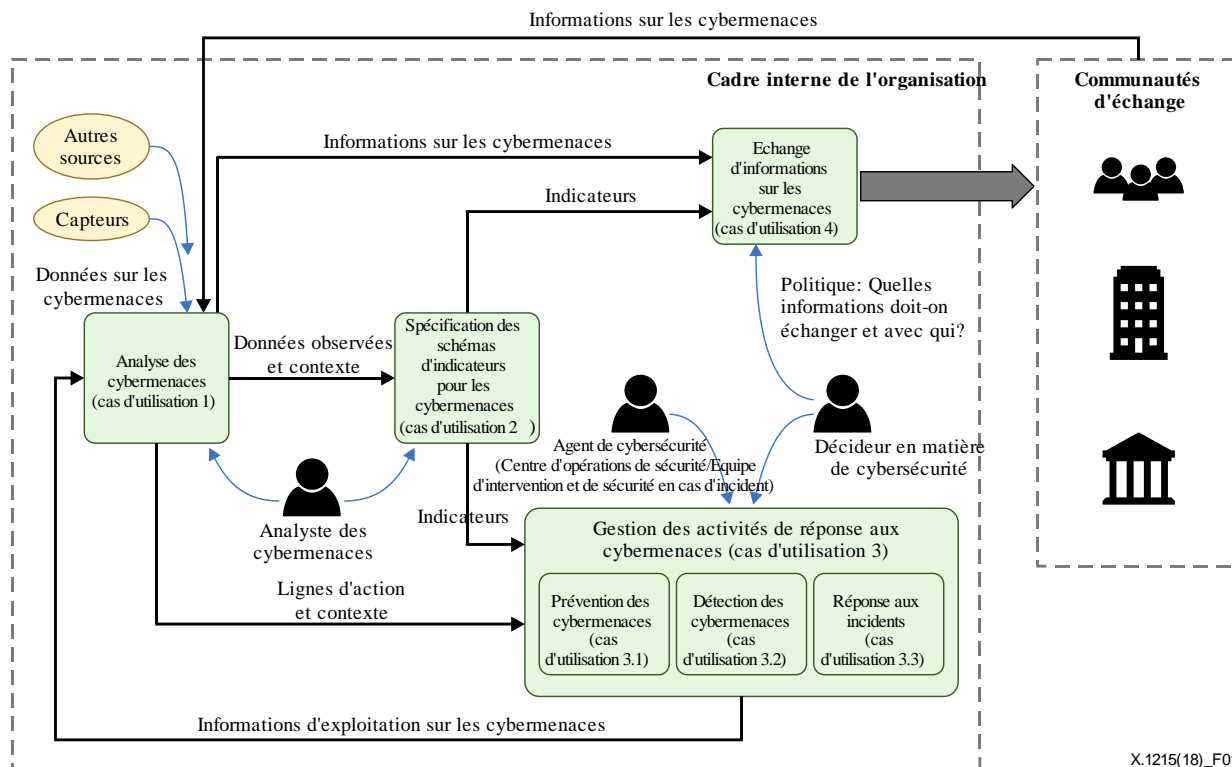 Informations sur les cybermenaces
Cadre interne de l'organisation
Communautés
d'échange
Autres
sources
Capteurs
Données sur les
cybermenaces
Informations sur les cybermenaces
Indicateurs
Echange
d'informations
sur les
cybermenaces
(cas d'utilisation 4)
Politique: Quelles
informations doit-on
échanger et avec qui?
Analyse des
cybermenaces
(cas d'utilisation 1)
Données observées
et contexte
Spécification des
schémas
d'indicateurs
pour les
cybermenaces
(cas d'utilisation 2 )
Agent de cybersécurité
(Centre d'opérations de sécurité/Equipe
d'intervention et de sécurité en cas d'incident)
Décideur en matière
de cybersécurité
Analyste des
cybermenaces
Indicateurs
Gestion des activités de réponse aux
cybermenaces (cas d'utilisation 3)
Lignes d'action
et contexte
Prévention des
cybermenaces
(cas
d'utilisation 3.1)
Détection des
cybermenaces
(cas
d'utilisation 3.2)
Réponse aux
incidents
(cas
d'utilisation 3.3)
Informations d'exploitation sur les cybermenaces
X.1215(18)_F0